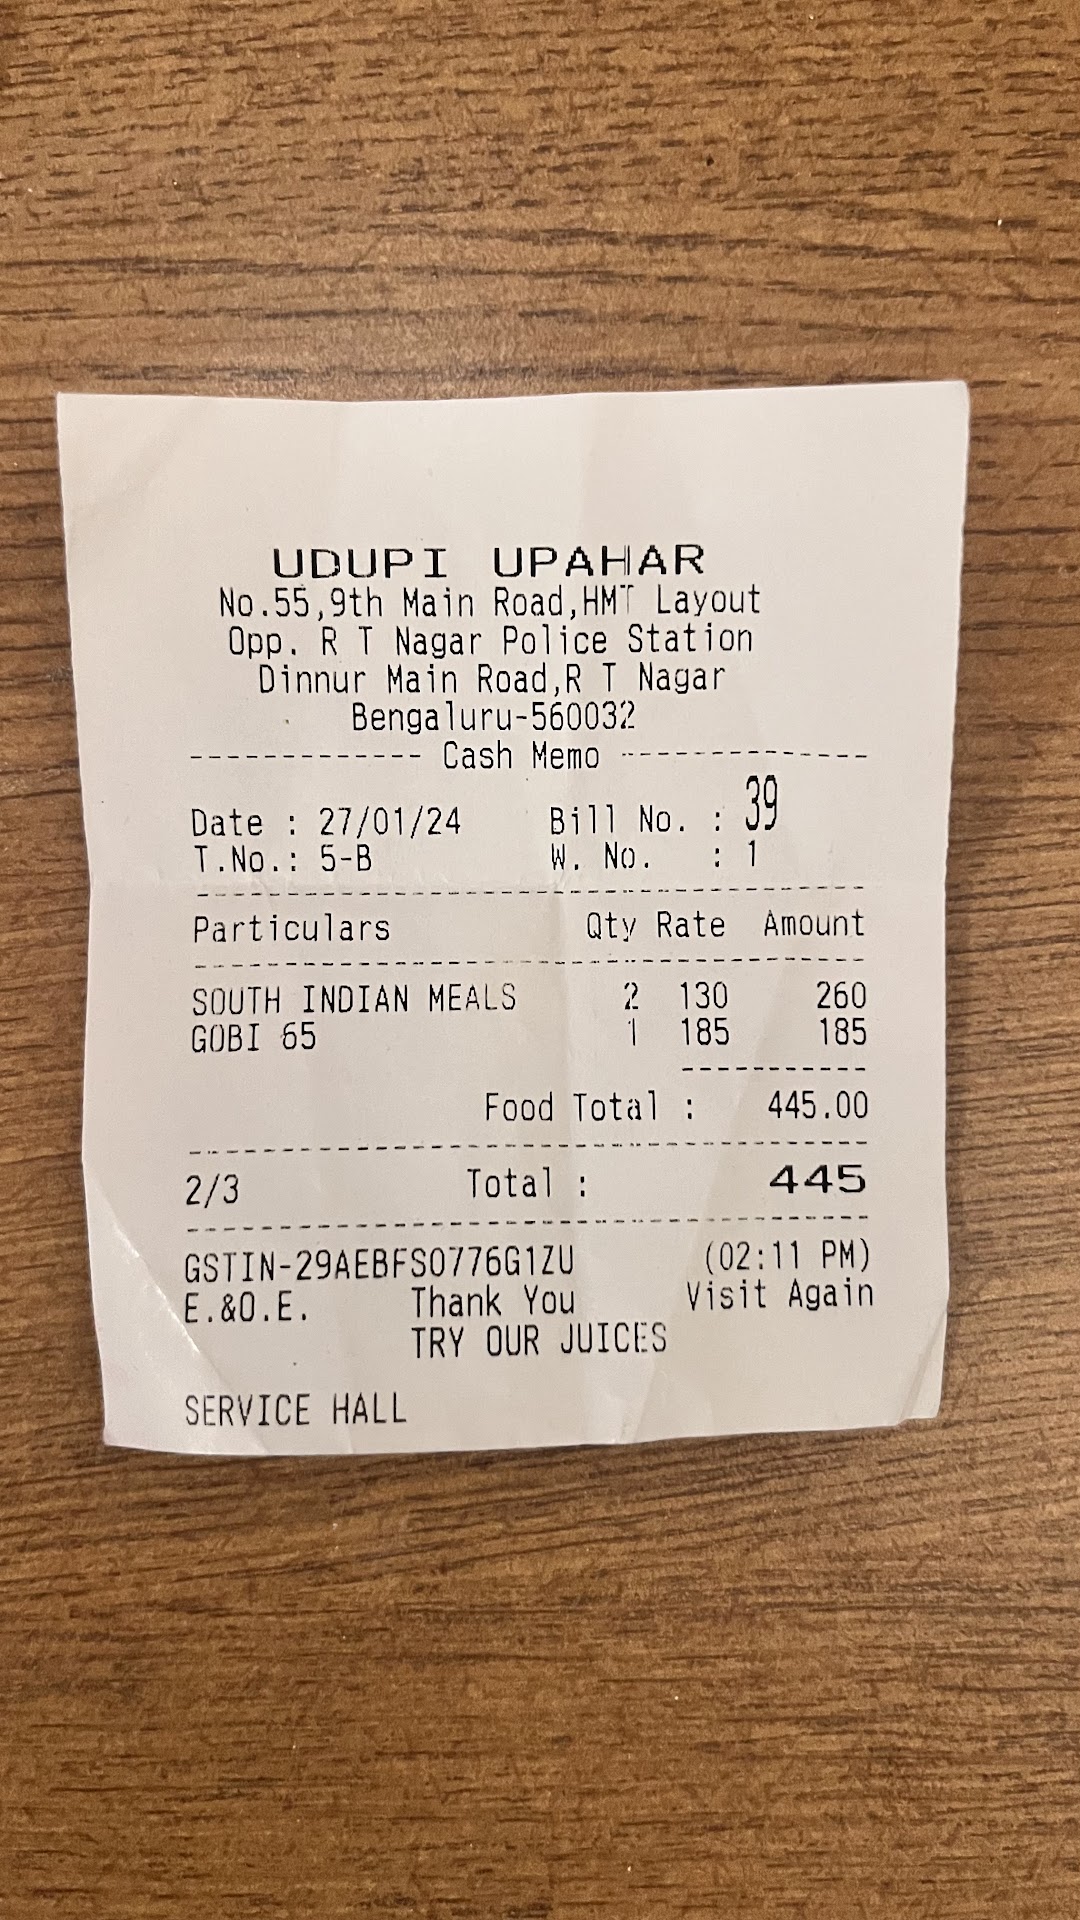 UDUPI UPAHAR
No.55,9th Main Road,HMT Layout
Opp. R T Nagar Police Station
Dinnur Main Road,R T Nagar
Bengaluru-560032
------------- Cash Memo -------------
Date : 27/01/24 Bill No. : 39
T.No.: 5-B W. No. : 1
Particulars Qty Rate Amount
SOUTH INDIAN MEALS 2 130 260
GOBI 65 1 185 185
Food Total : 445.00
2/3 Total : 445
GSTIN-29AEBFS0776G1ZU (02:11 PM)
E.&O.E. Thank You Visit Again
TRY OUR JUICES
SERVICE HALL